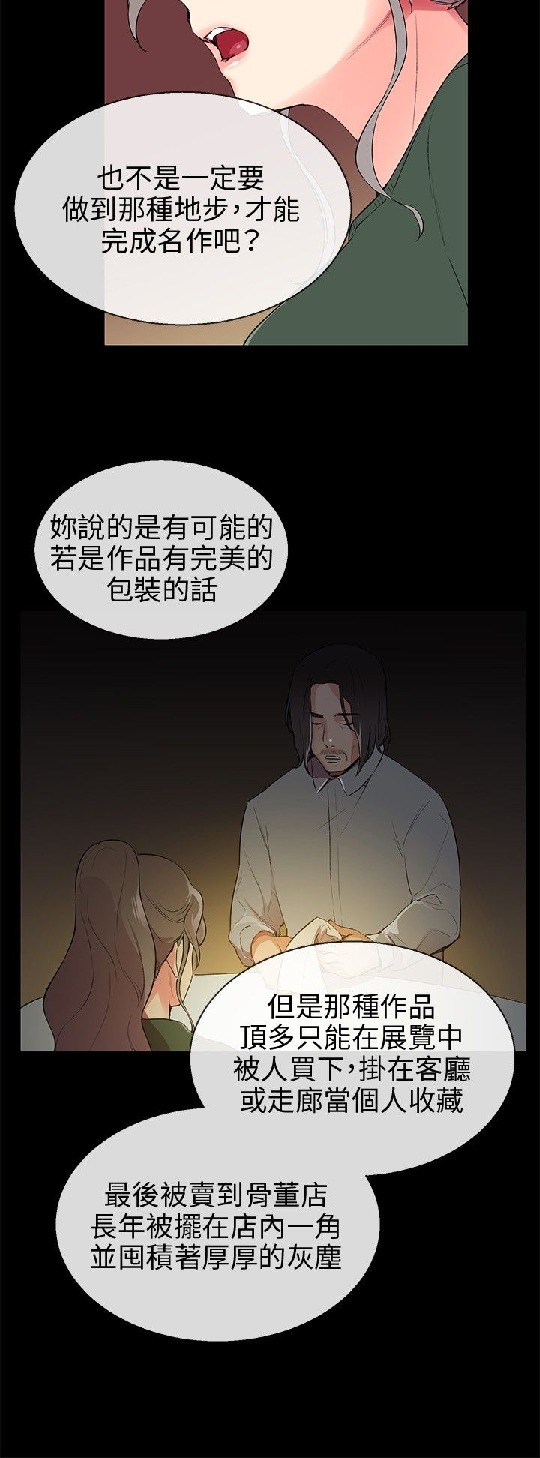 也不是一定要
做到那種地步，才能
完成名作吧？
妳說的是有可能的
若是作品有完美的
包裝的話
但是那種作品
頂多只能在展覽中
被人買下，掛在客廳
或走廊當個人收藏
最後被賣到骨董店
長年被擺在店內一角
並囤積著厚厚的灰塵